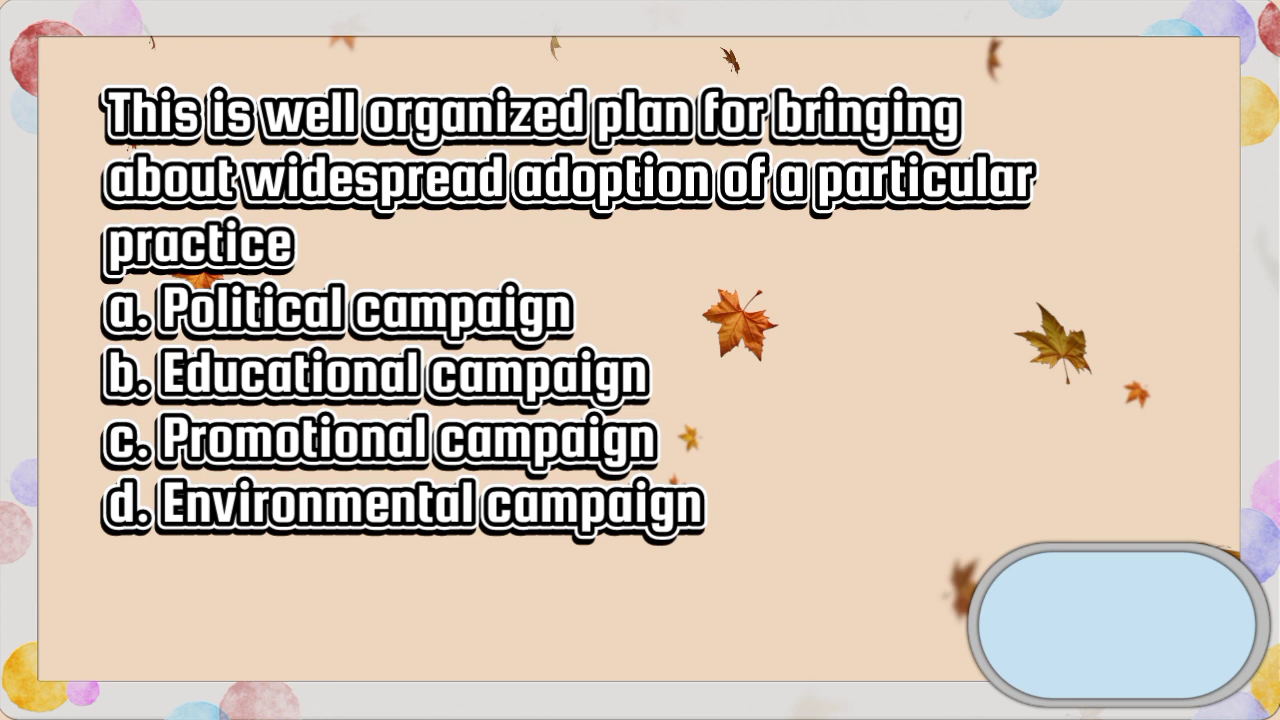 This is well organized plan for bringing
about widespread adoption of a particular
practice
a. Political campaign
b. Educational campaign
c. Promotional campaign
d. Environmental campaign